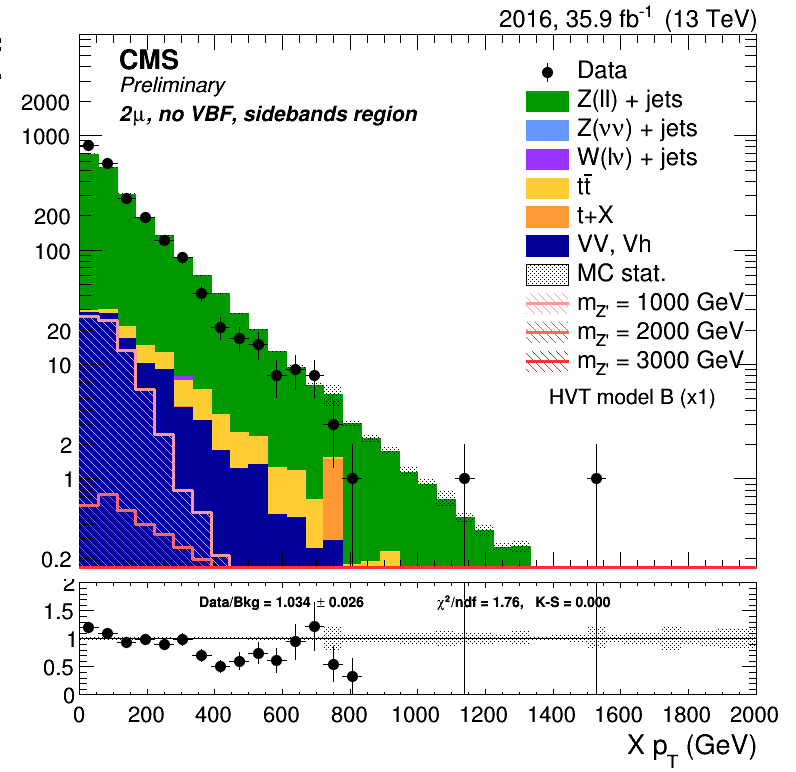 2016, 35.9 fb⁻¹ (13 TeV)
CMS
Preliminary
2μ, no VBF, sidebands region
Data
Z(ll) + jets
Z(νν) + jets
W(lν) + jets
tt̄
t+X
VV, Vh
MC stat.
m_Z' = 1000 GeV
m_Z' = 2000 GeV
m_Z' = 3000 GeV
HVT model B (x1)
2000
1000
200
100
20
10
2
1
0.2
Data/Bkg = 1.034 ± 0.026
χ²/ndf = 1.76, K-S = 0.000
2
1.5
1
0.5
0
0 200 400 600 800 1000 1200 1400 1600 1800 2000
X p_T (GeV)